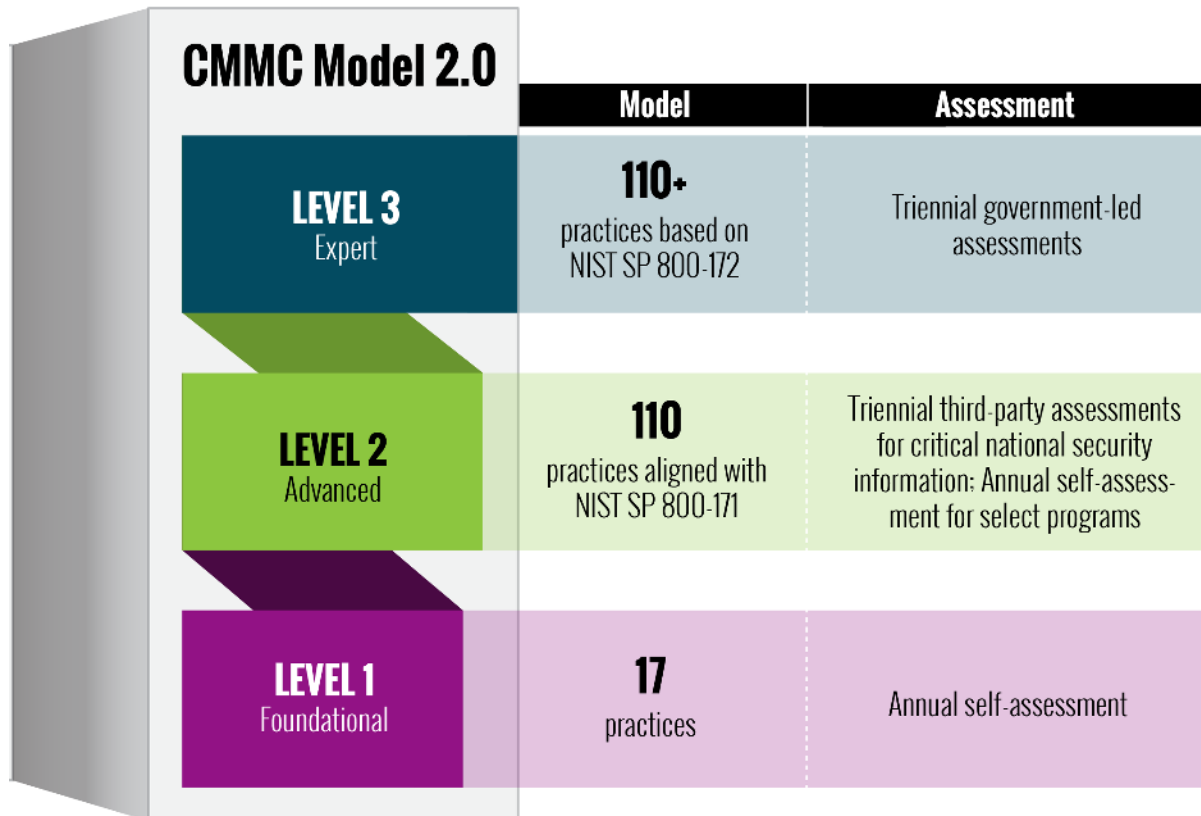 CMMC Model 2.0
Model
Assessment
LEVEL 3
Expert
110+
practices based on
NIST SP 800-172
Triennial government-led
assessments
LEVEL 2
Advanced
110
practices aligned with
NIST SP 800-171
Triennial third-party assessments
for critical national security
information; Annual self-assess-
ment for select programs
LEVEL 1
Foundational
17
practices
Annual self-assessment